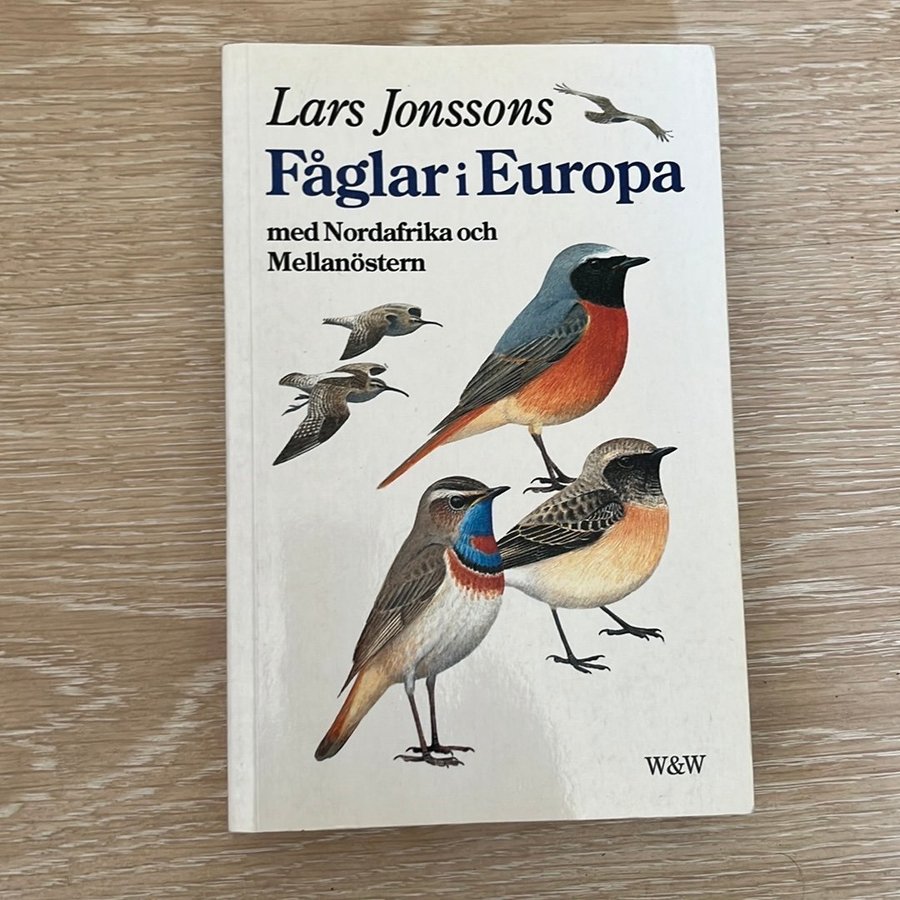 Lars Jonssons
Fåglar i Europa
med Nordafrika och
Mellanöstern
W&W